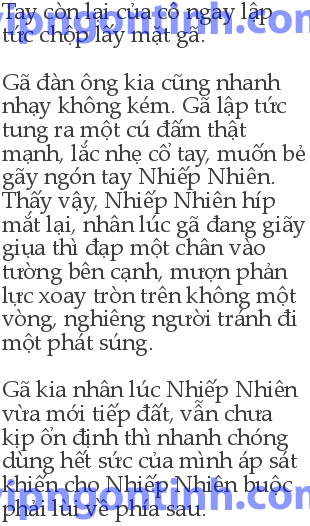 Tay còn lại của cô ngay lập
tức chộp lấy mặt gã.
Gã đàn ông kia cũng nhanh
nhạy không kém. Gã lập tức
tung ra một cú đấm thật
mạnh, lắc nhẹ cổ tay, muốn bẻ
gãy ngón tay Nhiếp Nhiên.
Thấy vậy, Nhiếp Nhiên híp
mắt lại, nhân lúc gã đang giãy
giụa thì đạp một chân vào
tường bên cạnh, mượn phản
lực xoay tròn trên không một
vòng, nghiêng người tránh đi
một phát súng.
Gã kia nhân lúc Nhiếp Nhiên
vừa mới tiếp đất, vẫn chưa
kịp ổn định thì nhanh chóng
dùng hết sức của mình áp sát
khiến cho Nhiếp Nhiên buộc
phải lùi về phía sau.
vipngontinh.com
vipngontinh.com